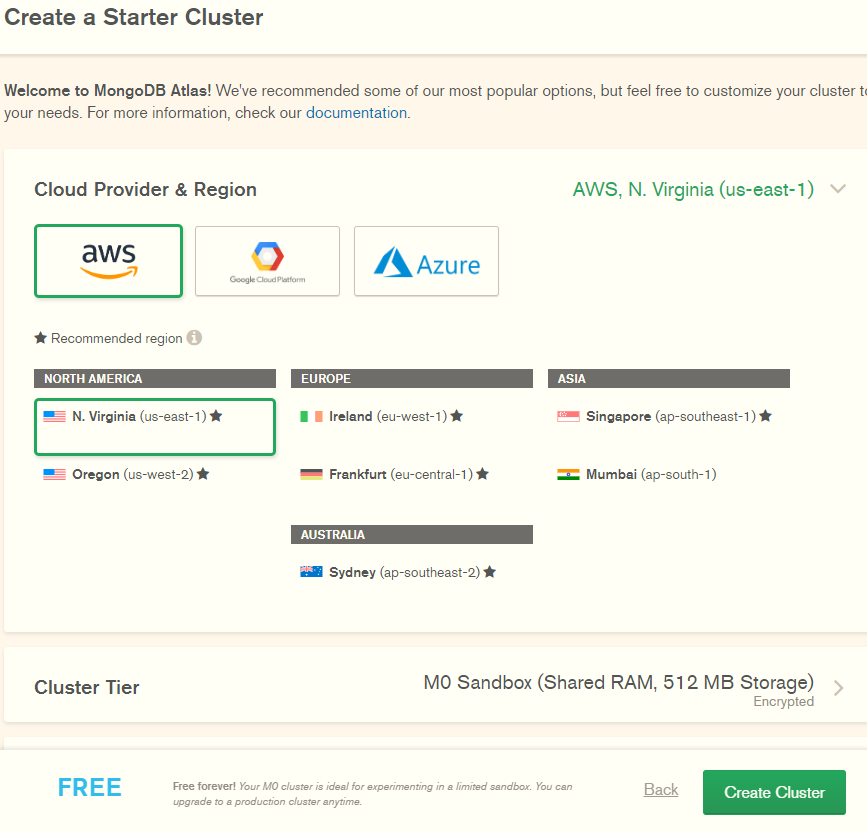 Create a Starter Cluster
Welcome to MongoDB Atlas! We've recommended some of our most popular options, but feel free to customize your cluster
your needs. For more information, check our documentation.
Cloud Provider & Region
AWS, N. Virginia (us-east-1)
aws
Google Cloud Platform
Azure
★ Recommended region
NORTH AMERICA
N. Virginia (us-east-1) ★
Oregon (us-west-2) ★
EUROPE
Ireland (eu-west-1) ★
Frankfurt (eu-central-1) ★
AUSTRALIA
Sydney (ap-southeast-2) ★
ASIA
Singapore (ap-southeast-1) ★
Mumbai (ap-south-1)
Cluster Tier
M0 Sandbox (Shared RAM, 512 MB Storage)
Encrypted
FREE
Free forever! Your M0 cluster is ideal for experimenting in a limited sandbox. You can
upgrade to a production cluster anytime.
Back
Create Cluster